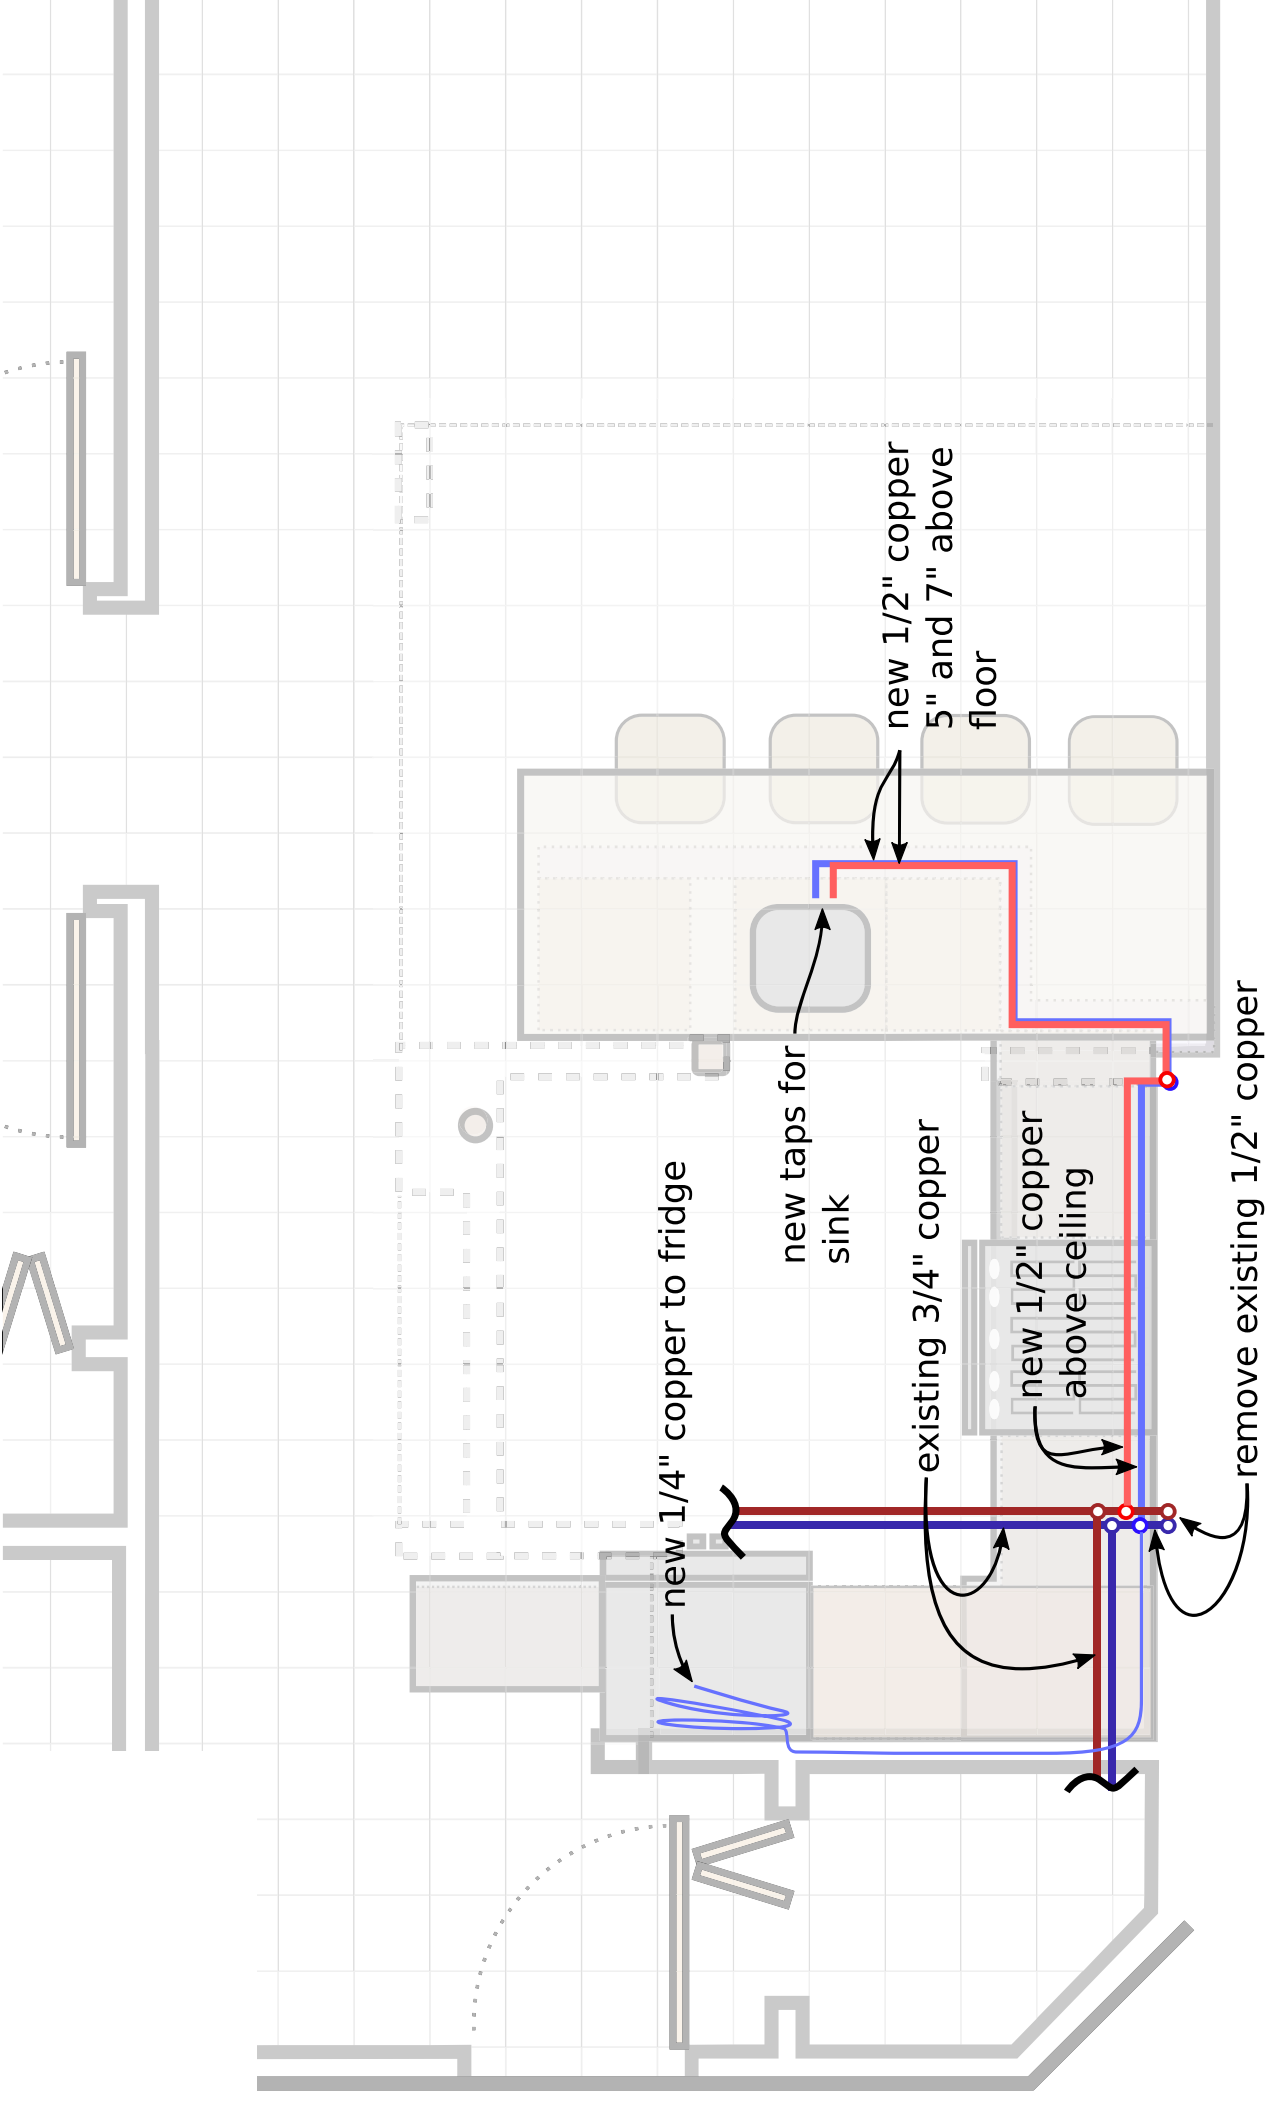 new 1/4" copper to fridge
new taps for
sink
new 1/2" copper
5" and 7" above
floor
existing 3/4" copper
new 1/2" copper
above ceiling
remove existing 1/2" copper